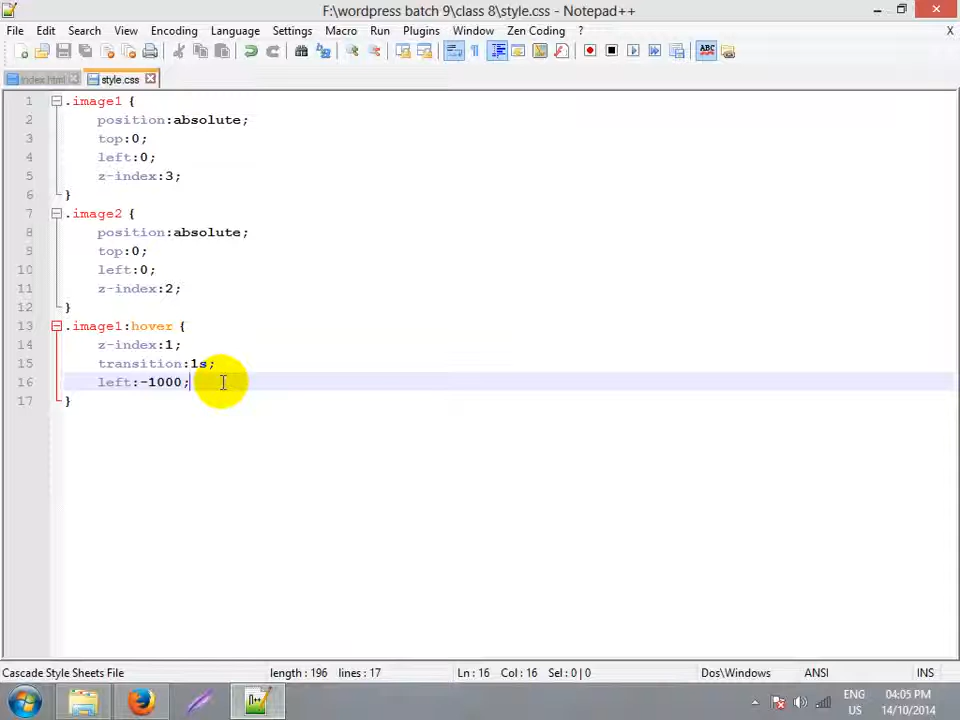 F:\wordpress batch 9\class 8\style.css - Notepad++
File Edit Search View Encoding Language Settings Macro Run Plugins Window Zen Coding ? X
ABC
index.html style.css
1 .image1 {
2 position:absolute;
3 top:0;
4 left:0;
5 z-index:3;
6 }
7 .image2 {
8 position:absolute;
9 top:0;
10 left:0;
11 z-index:2;
12 }
13 .image1:hover {
14 z-index:1;
15 transition:1s;
16 left:-1000;
17 }
Cascade Style Sheets File length : 196 lines : 17 Ln : 16 Col : 16 Sel : 0 | 0 Dos\Windows ANSI INS
ENG 04:05 PM
US 14/10/2014